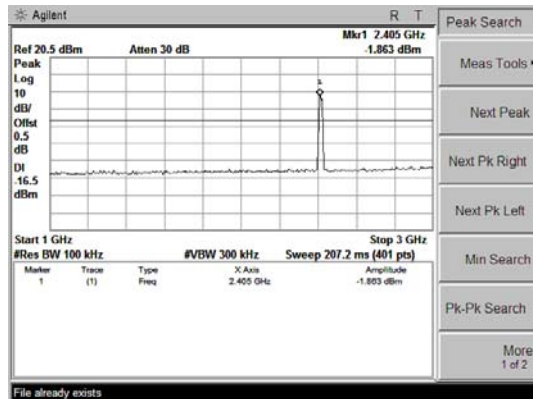 Agilent R T
Mkr1 2.405 GHz
Ref 20.5 dBm Atten 30 dB -1.863 dBm
Peak
Log
10
dB/
Offst
0.5
dB
DI
-16.5
dBm
1
Start 1 GHz Stop 3 GHz
#Res BW 100 kHz #VBW 300 kHz Sweep 207.2 ms (401 pts)
Marker Trace Type X Axis Amplitude
1 (1) Freq 2.405 GHz -1.863 dBm
File already exists
Peak Search
Meas Tools
Next Peak
Next Pk Right
Next Pk Left
Min Search
Pk-Pk Search
More
1 of 2